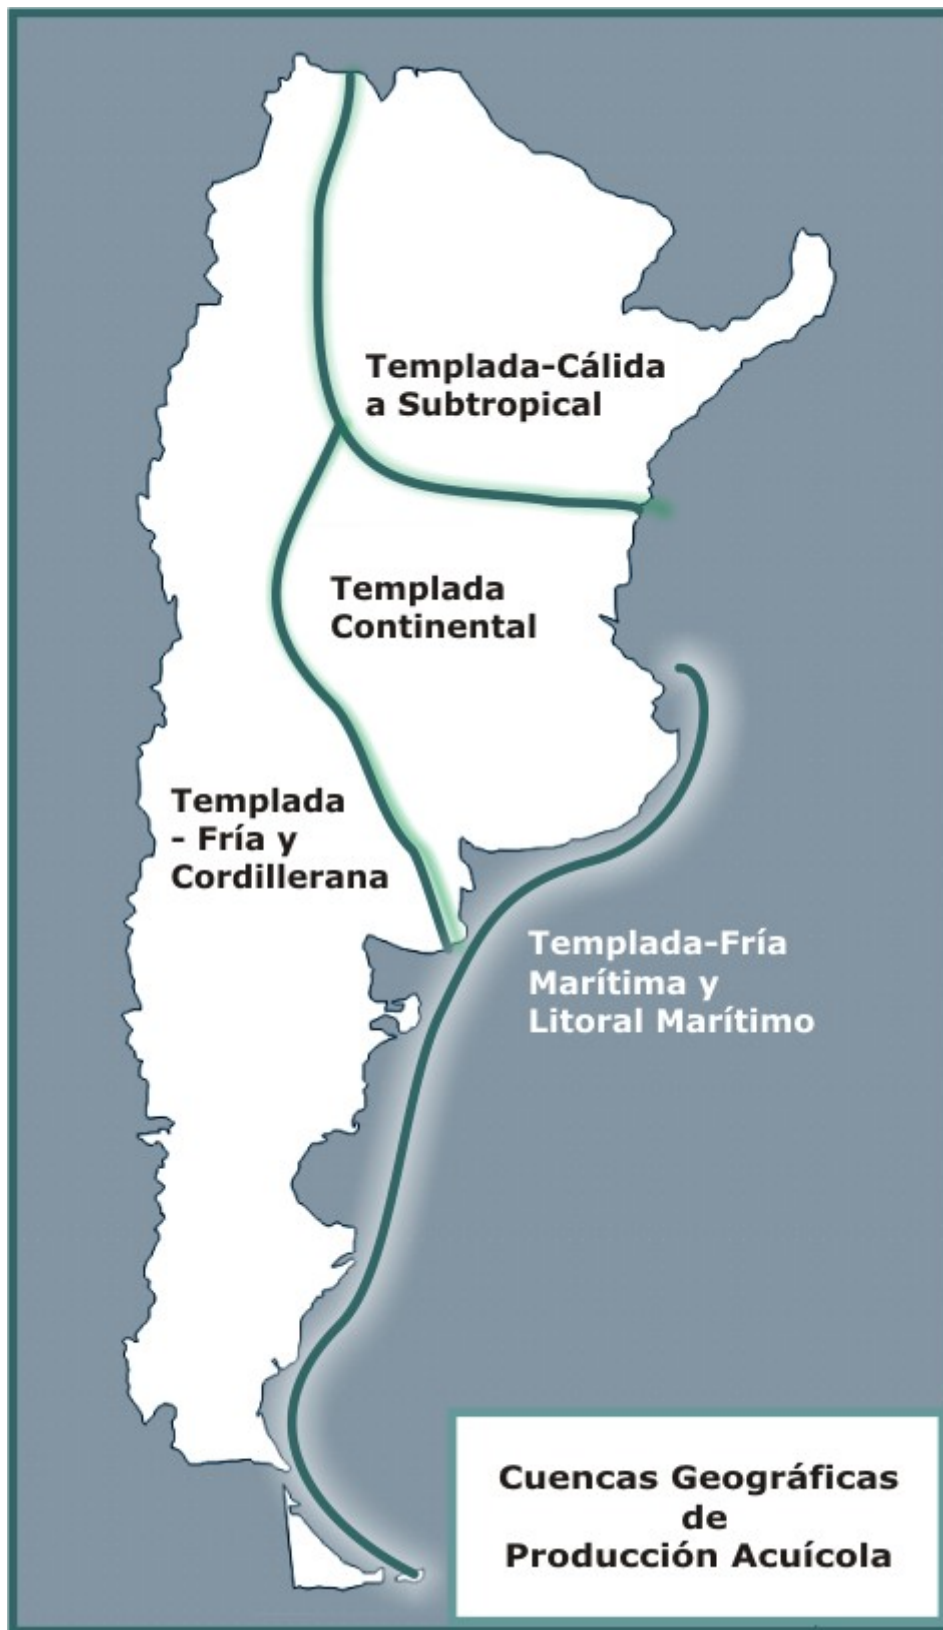 Templada-Cálida
a Subtropical
Templada
Continental
Templada
- Fría y
Cordillerana
Templada-Fría
Marítima y
Litoral Marítimo
Cuencas Geográficas
de
Producción Acuícola